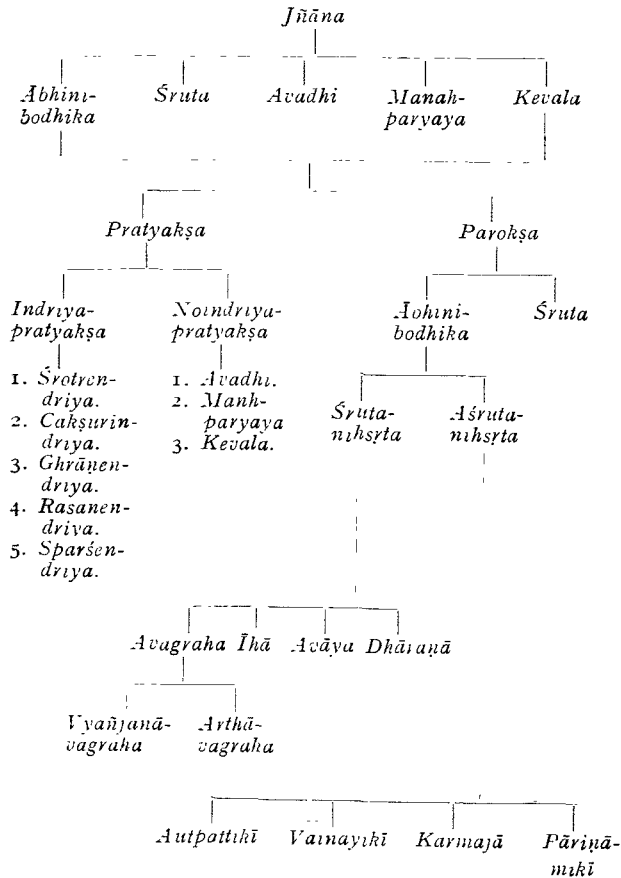 Jñāna
Ābhini- Śruta Avadhi Manah- Kevala
bodhika paryaya
Pratyakṣa Parokṣa
Indriya- Noindriya- Ābhini- Śruta
pratyakṣa pratyakṣa bodhika
1. Śrotren- 1. Avadhi.
driya. 2. Manh- Śruta- Aśruta-
2. Cakṣurin- paryaya niḥsṛta niḥsṛta
driya. 3. Kevala.
3. Ghrāṇen-
driya.
4. Rasanen-
driya.
5. Sparśen-
driya.
Avagraha Īhā Avāya Dhāraṇā
Vyañjanā- Arthā-
vagraha vagraha
Autpattikī Vainayikī Karmajā Pāriṇā-
mikī